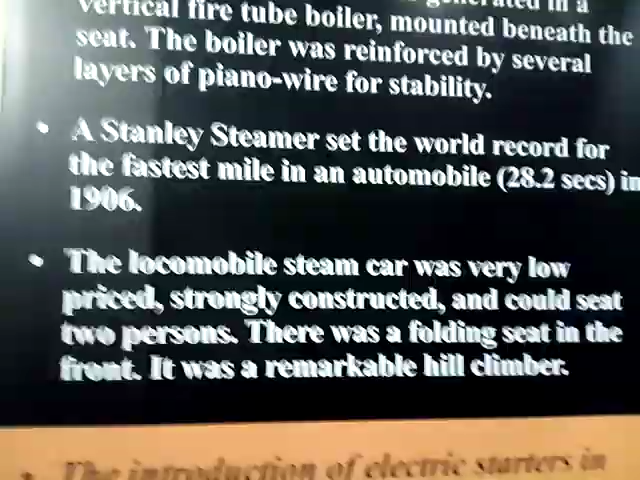 generated in a
vertical fire tube boiler, mounted beneath the
seat. The boiler was reinforced by several
layers of piano-wire for stability.
• A Stanley Steamer set the world record for
the fastest mile in an automobile (28.2 secs) in
1906.
• The locomobile steam car was very low
priced, strongly constructed, and could seat
two persons. There was a folding seat in the
front. It was a remarkable hill climber.
• The introduction of electric starters in